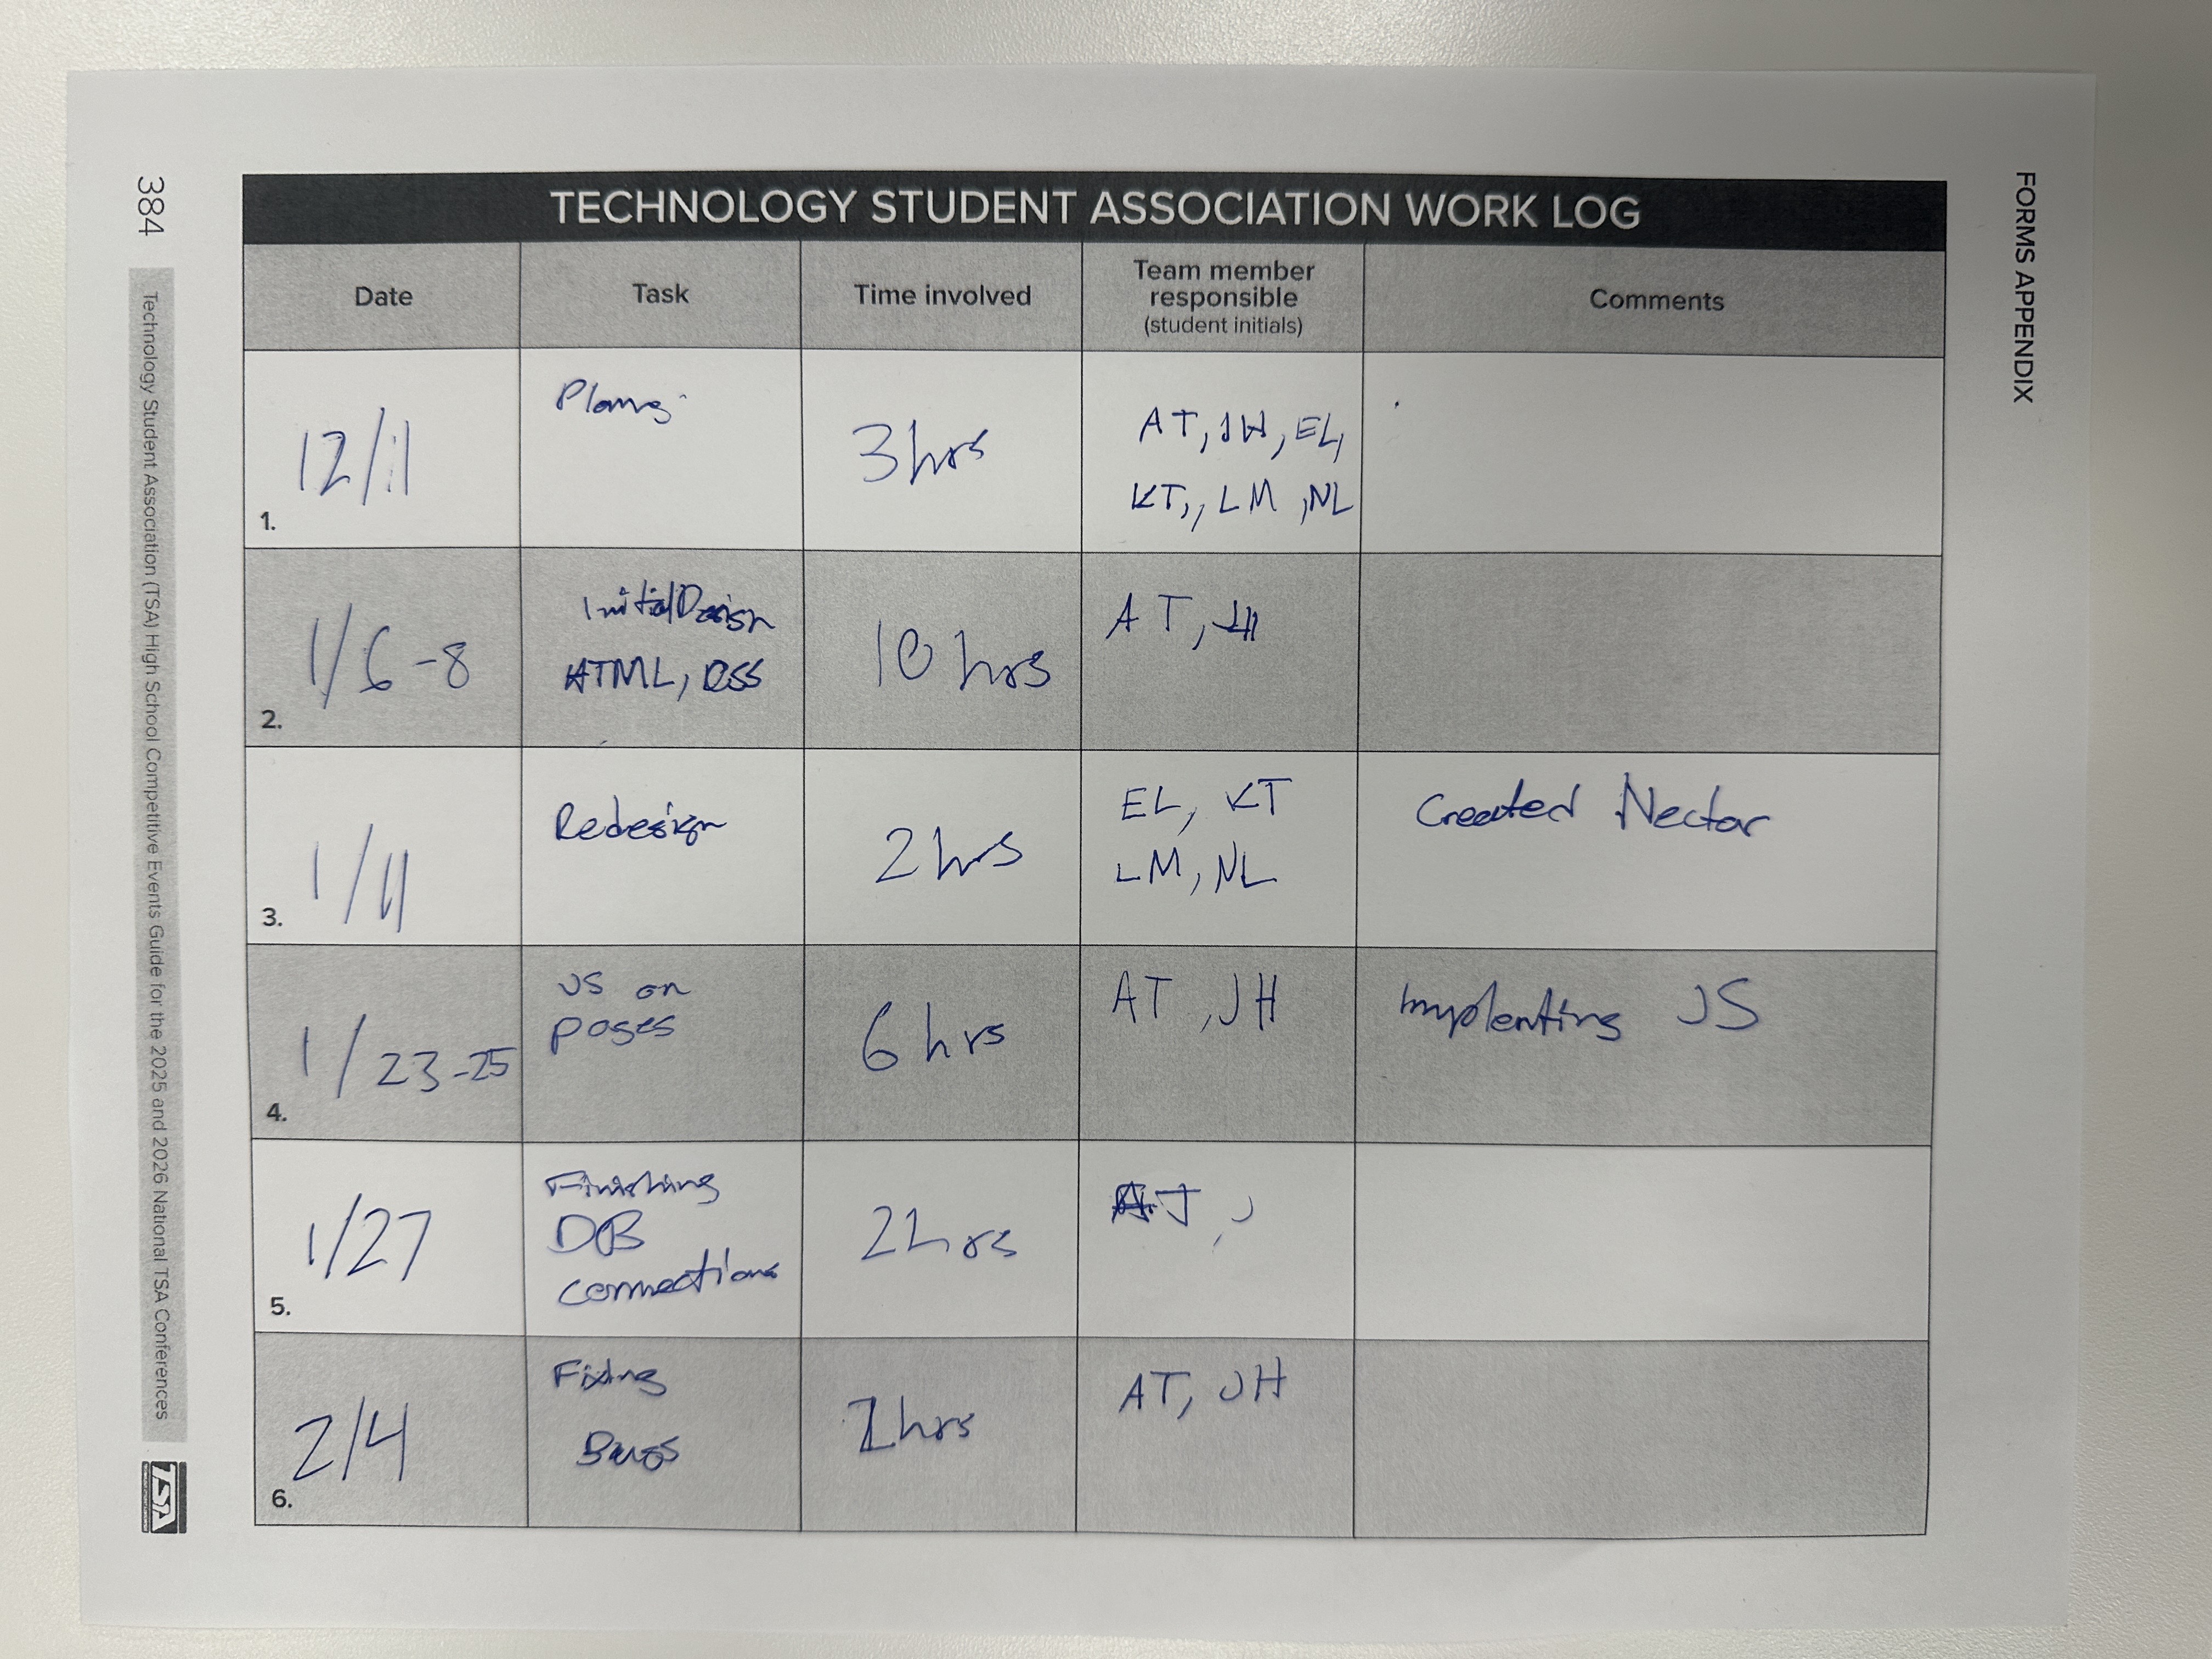 TECHNOLOGY STUDENT ASSOCIATION WORK LOG
Date Task Time involved Team member responsible (student initials) Comments
1. 12/1 Plans 3hrs AT, JH, EL,
KT, LM, NL
2. 1/6-8 Initial Design
HTML, CSS 10 hrs AT, JH
3. 1/11 Redesign 2 hrs EL, KT
LM, NL Created Nectar
4. 1/23-25 JS on
Pages 6 hrs AT, JH Implenting JS
5. 1/27 Finishing
DB
connections 2hrs
6. 2/4 Fixing
Bugs hrs AT, JH
FORMS APPENDIX
384 Technology Student Association (TSA) High School Competitive Events Guide for the 2025 and 2026 National TSA Conferences
TSA